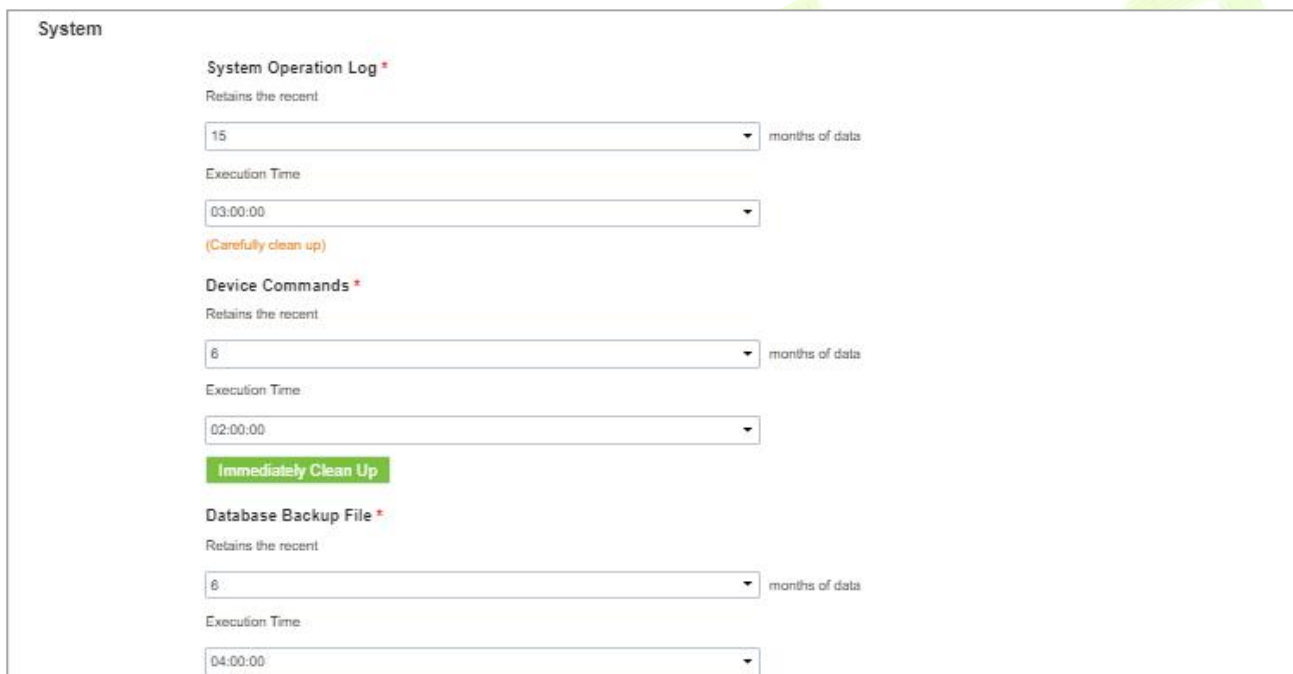 System
System Operation Log *
Retains the recent
15 months of data
Execution Time
03:00:00
(Carefully clean up)
Device Commands *
Retains the recent
6 months of data
Execution Time
02:00:00
Immediately Clean Up
Database Backup File *
Retains the recent
6 months of data
Execution Time
04:00:00